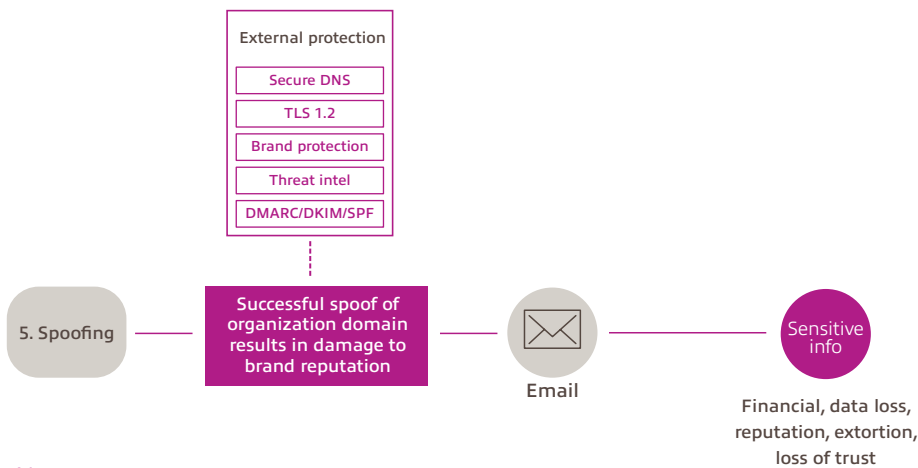 External protection
Secure DNS
TLS 1.2
Brand protection
Threat intel
DMARC/DKIM/SPF
5. Spoofing
Successful spoof of
organization domain
results in damage to
brand reputation
Email
Sensitive
info
Financial, data loss,
reputation, extortion,
loss of trust